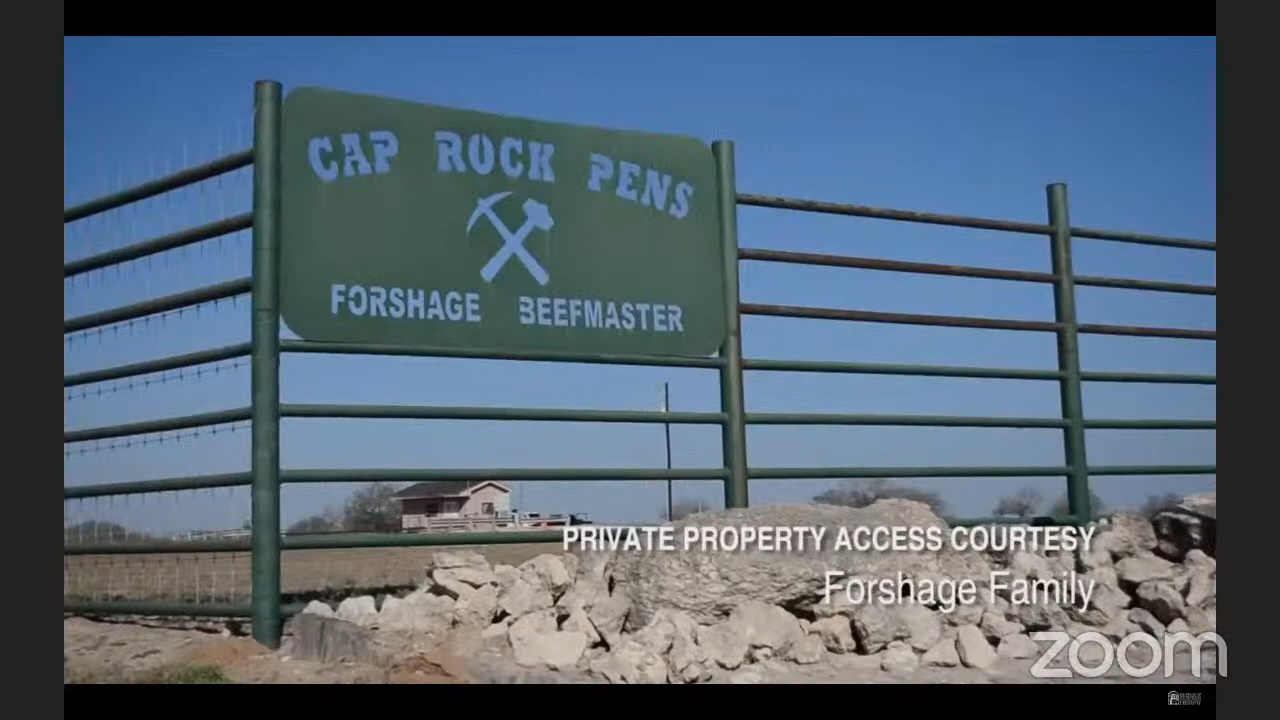 CAP ROCK PENS
FORSHAGE BEEFMASTER
PRIVATE PROPERTY ACCESS COURTESY
Forshage Family
zoom